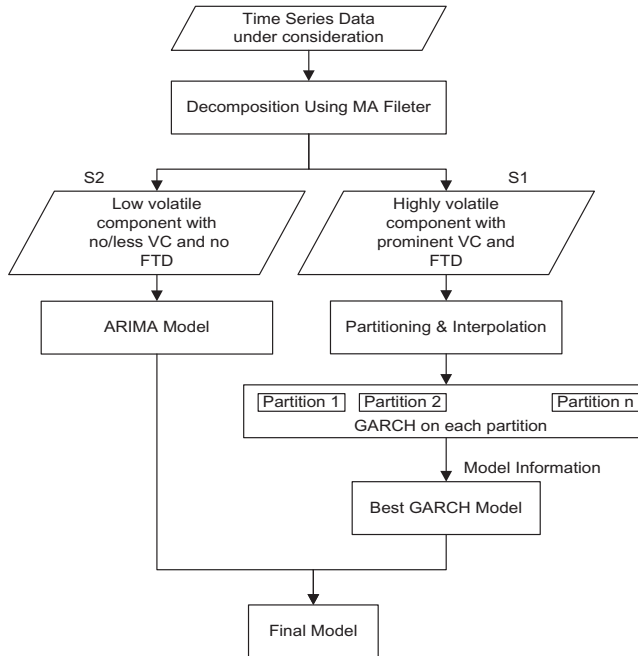 Time Series Data
under consideration
Decomposition Using MA Fileter
S2
S1
Low volatile
component with
no/less VC and no
FTD
Highly volatile
component with
prominent VC and
FTD
ARIMA Model
Partitioning & Interpolation
Partition 1 Partition 2 Partition n
GARCH on each partition
Model Information
Best GARCH Model
Final Model